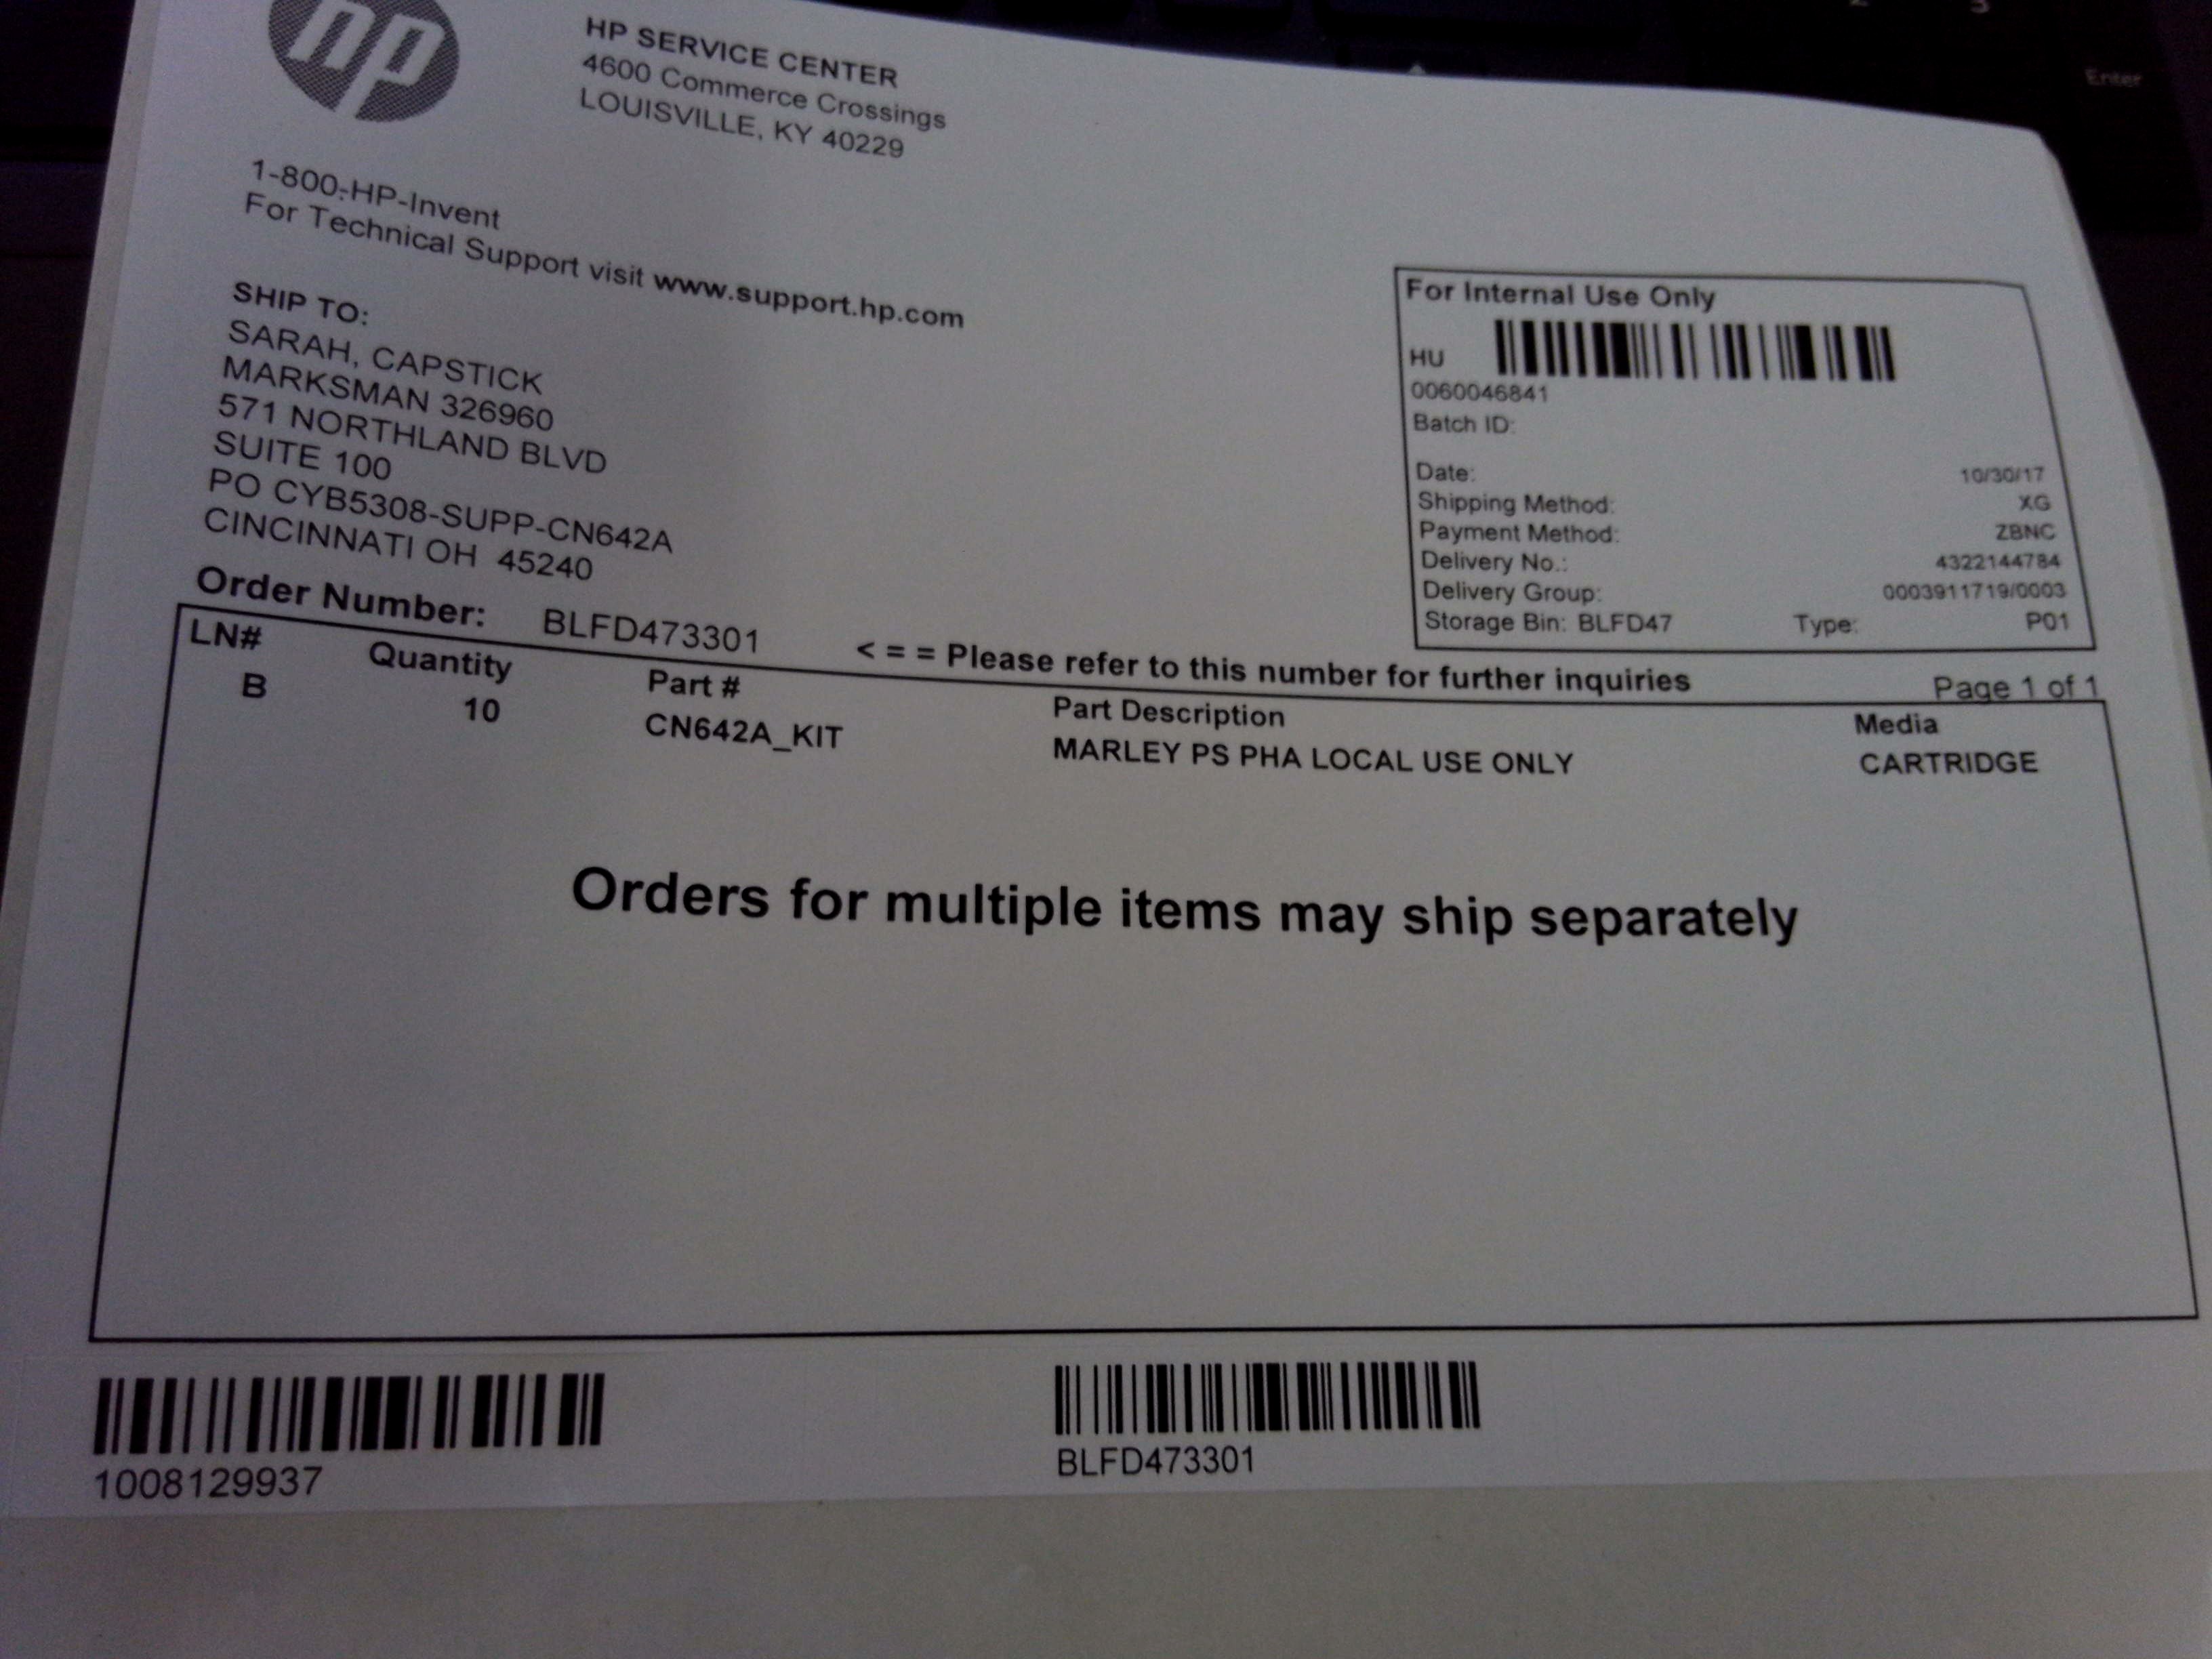 hp
HP SERVICE CENTER
4600 Commerce Crossings
LOUISVILLE, KY 40229
1-800-HP-Invent
For Technical Support visit www.support.hp.com
SHIP TO:
SARAH, CAPSTICK
MARKSMAN 326960
571 NORTHLAND BLVD
SUITE 100
PO CYB5308-SUPP-CN642A
CINCINNATI OH 45240
For Internal Use Only
HU
0060046841
Batch ID:
Date: 10/30/17
Shipping Method: XG
Payment Method: ZBNC
Delivery No.: 4322144784
Delivery Group: 0003911719/0003
Storage Bin: BLFD47 Type: P01
Order Number: BLFD473301 < = = Please refer to this number for further inquiries
Page 1 of 1
LN# Quantity Part # Part Description Media
B 10 CN642A_KIT MARLEY PS PHA LOCAL USE ONLY CARTRIDGE
Orders for multiple items may ship separately
1008129937
BLFD473301
Enter